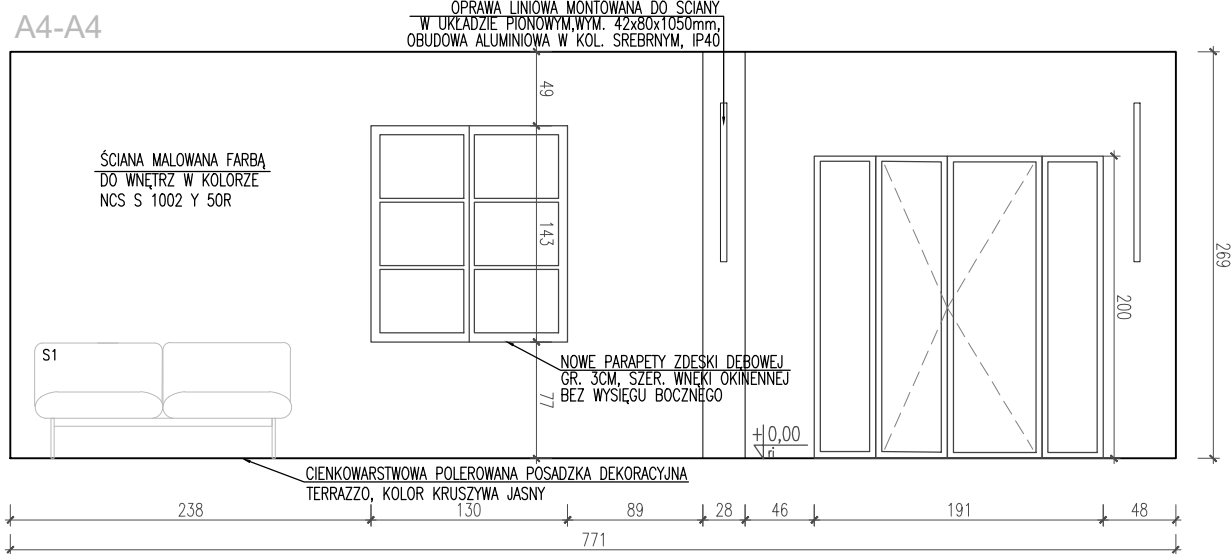 A4-A4
OPRAWA LINIOWA MONTOWANA DO ŚCIANY
W UKŁADZIE PIONOWYM,WYM. 42x80x1050mm,
OBUDOWA ALUMINIOWA W KOL. SREBRNYM, IP40
49
ŚCIANA MALOWANA FARBĄ
DO WNĘTRZ W KOLORZE
NCS S 1002 Y 50R
143
269
200
S1
NOWE PARAPETY ZDESKI DĘBOWEJ
GR. 3CM, SZER. WNĘKI OKINENNEJ
BEZ WYSIĘGU BOCZNEGO
77
+0,00
CIENKOWARSTWOWA POLEROWANA POSADZKA DEKORACYJNA
TERRAZZO, KOLOR KRUSZYWA JASNY
238 130 89 28 46 191 48
771